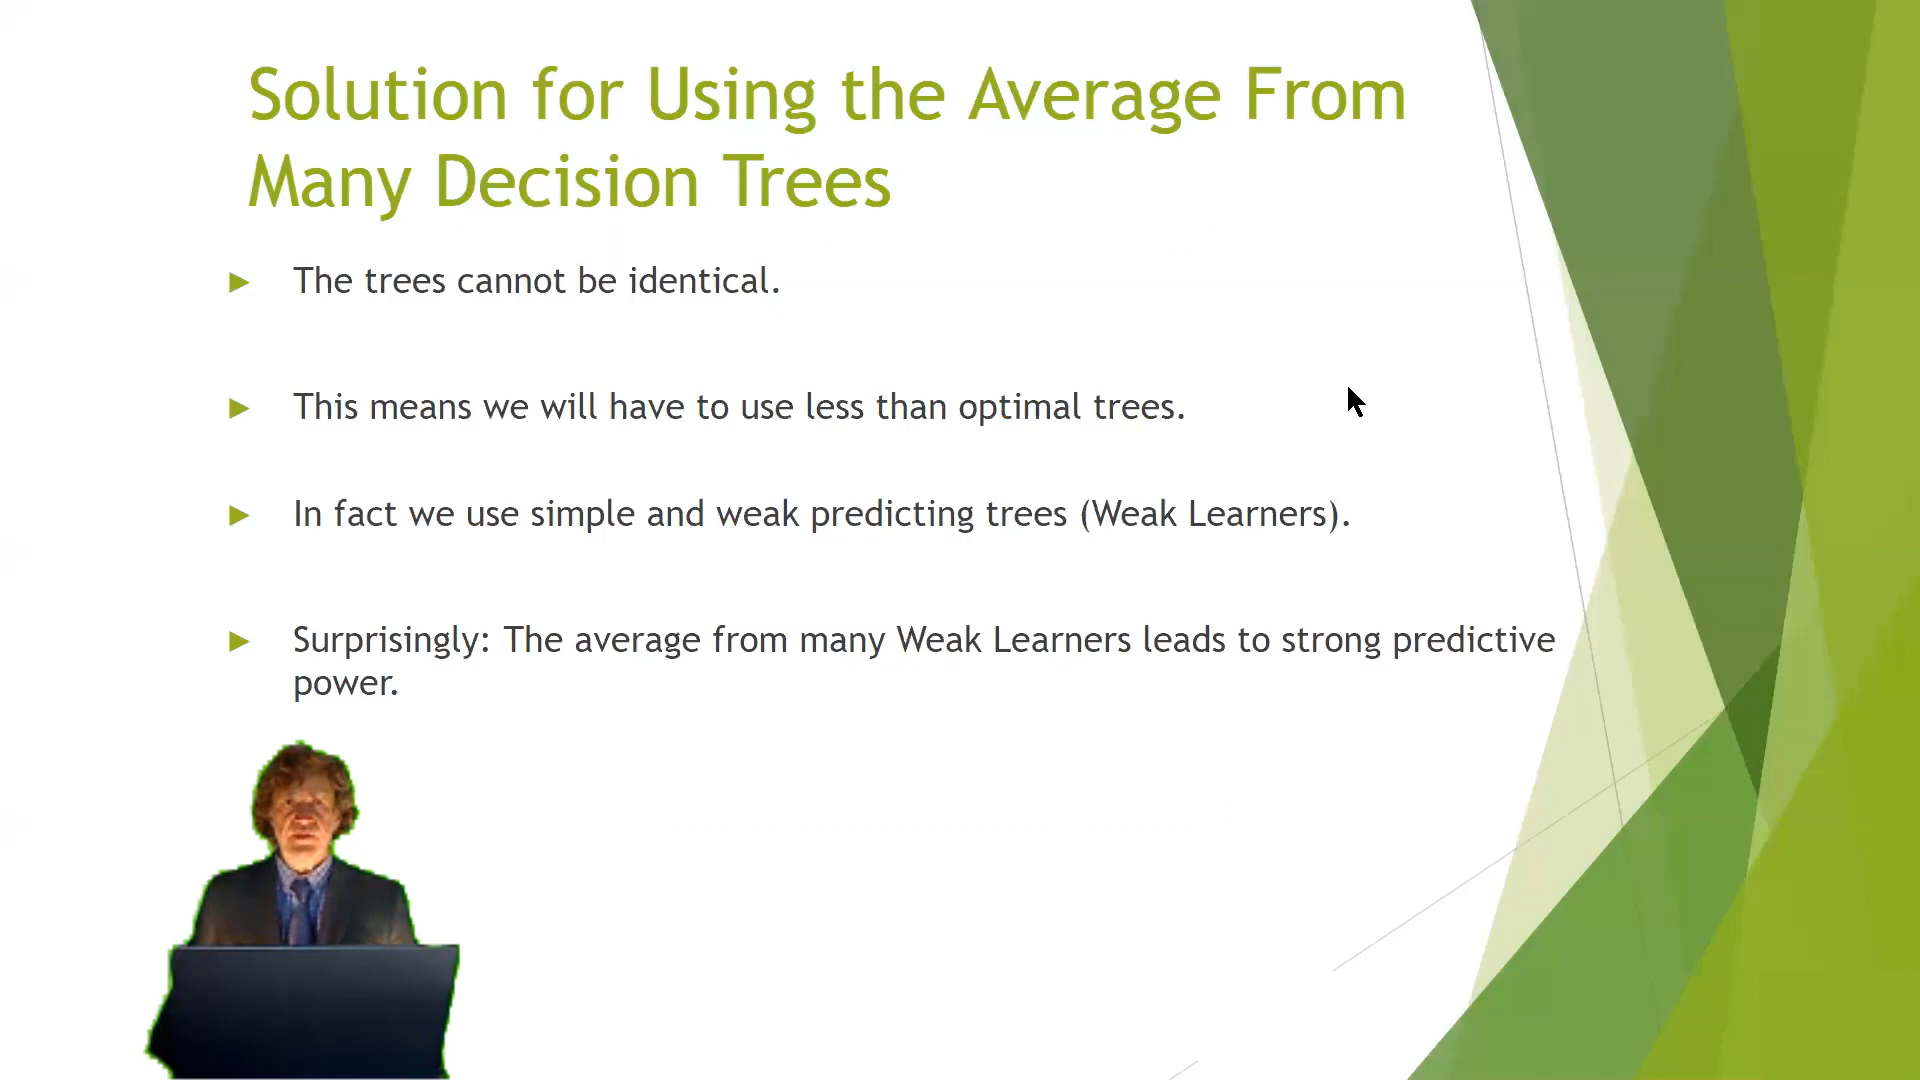 Solution for Using the Average From
Many Decision Trees
The trees cannot be identical.
This means we will have to use less than optimal trees.
In fact we use simple and weak predicting trees (Weak Learners).
Surprisingly: The average from many Weak Learners leads to strong predictive
power.